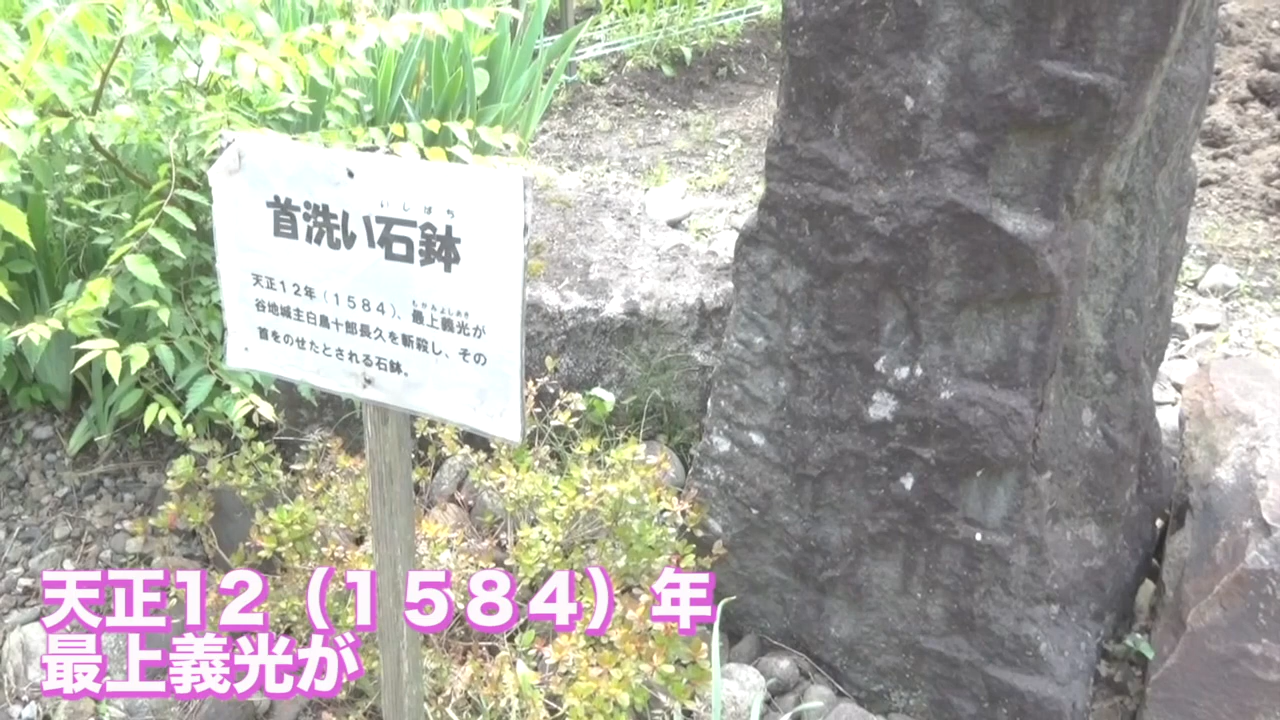 いしばち
首洗い石鉢
天正12年(1584)、最上義光が
もがみよしあき
谷地城主白鳥十郎長久を斬殺し、その
首をのせたとされる石鉢。
天正12(1584)年
最上義光が